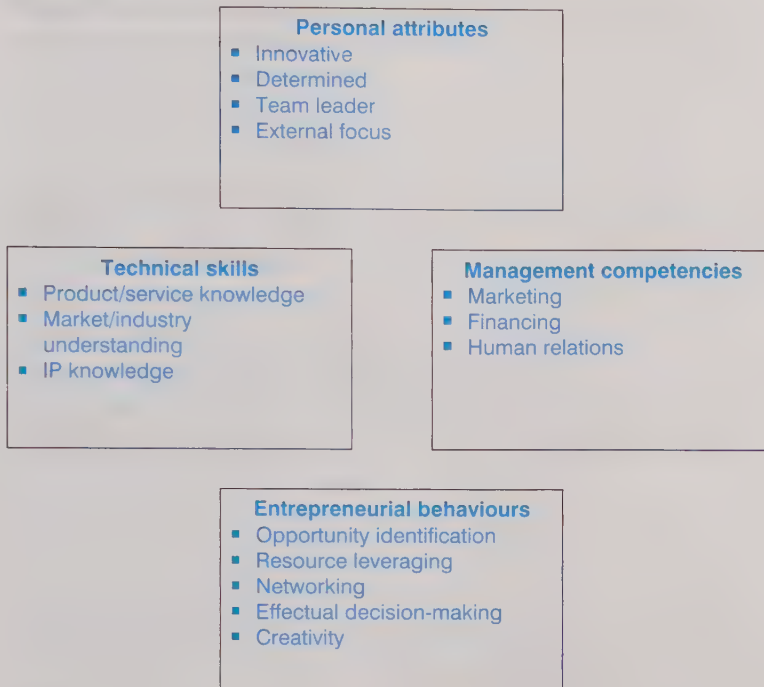 Personal attributes
▪ Innovative
▪ Determined
▪ Team leader
▪ External focus
Technical skills
▪ Product/service knowledge
▪ Market/industry
understanding
▪ IP knowledge
Management competencies
▪ Marketing
▪ Financing
▪ Human relations
Entrepreneurial behaviours
▪ Opportunity identification
▪ Resource leveraging
▪ Networking
▪ Effectual decision-making
▪ Creativity